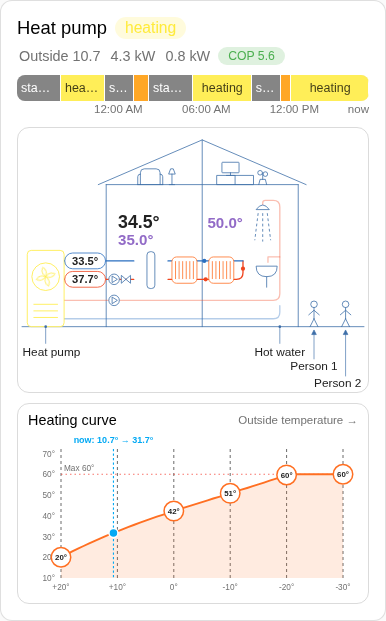 Heat pump heating
Outside 10.7 4.3 kW 0.8 kW COP 5.6
sta… hea… s… sta… heating s… heating
12:00 AM 06:00 AM 12:00 PM now
34.5° 50.0°
35.0°
33.5°
37.7°
Heat pump Hot water
Person 1
Person 2
Heating curve Outside temperature →
now: 10.7° → 31.7°
70°
Max 60°
60° 60° 60°
51°
50°
42°
40°
30°
20° 20°
10°
+20° +10° 0° -10° -20° -30°